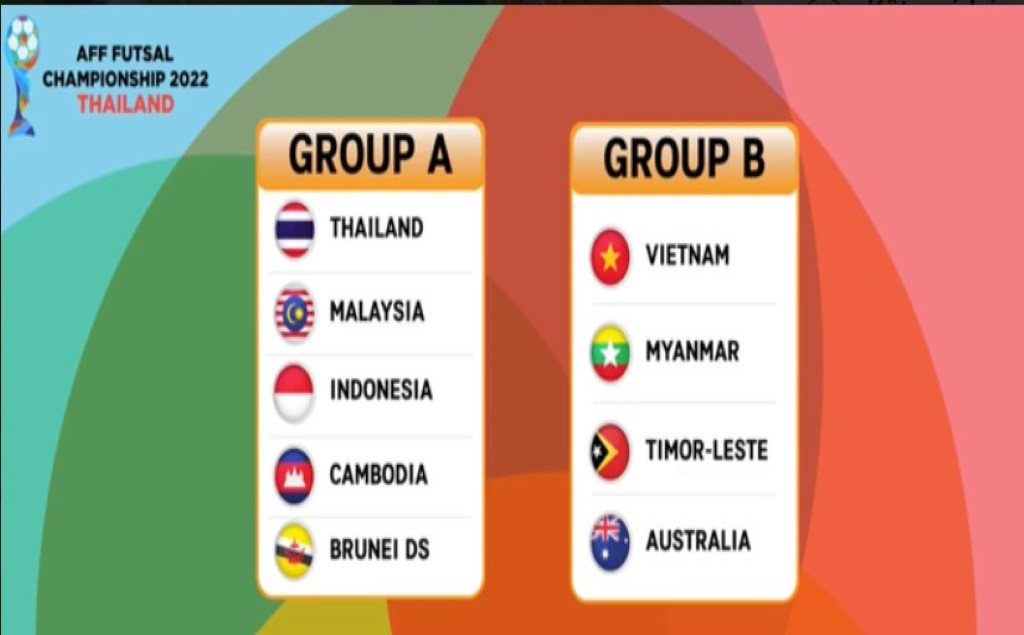 AFF FUTSAL
CHAMPIONSHIP 2022
THAILAND
GROUP A
THAILAND
MALAYSIA
INDONESIA
CAMBODIA
BRUNEI DS
GROUP B
VIETNAM
MYANMAR
TIMOR-LESTE
AUSTRALIA